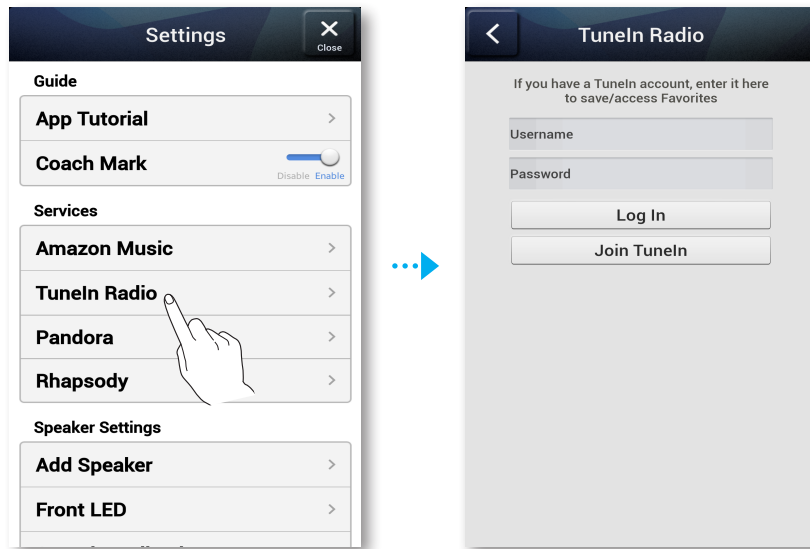 Settings
Close
Guide
App Tutorial
Coach Mark
Disable Enable
Services
Amazon Music
TuneIn Radio
Pandora
Rhapsody
Speaker Settings
Add Speaker
Front LED
TuneIn Radio
If you have a TuneIn account, enter it here
to save/access Favorites
Username
Password
Log In
Join TuneIn